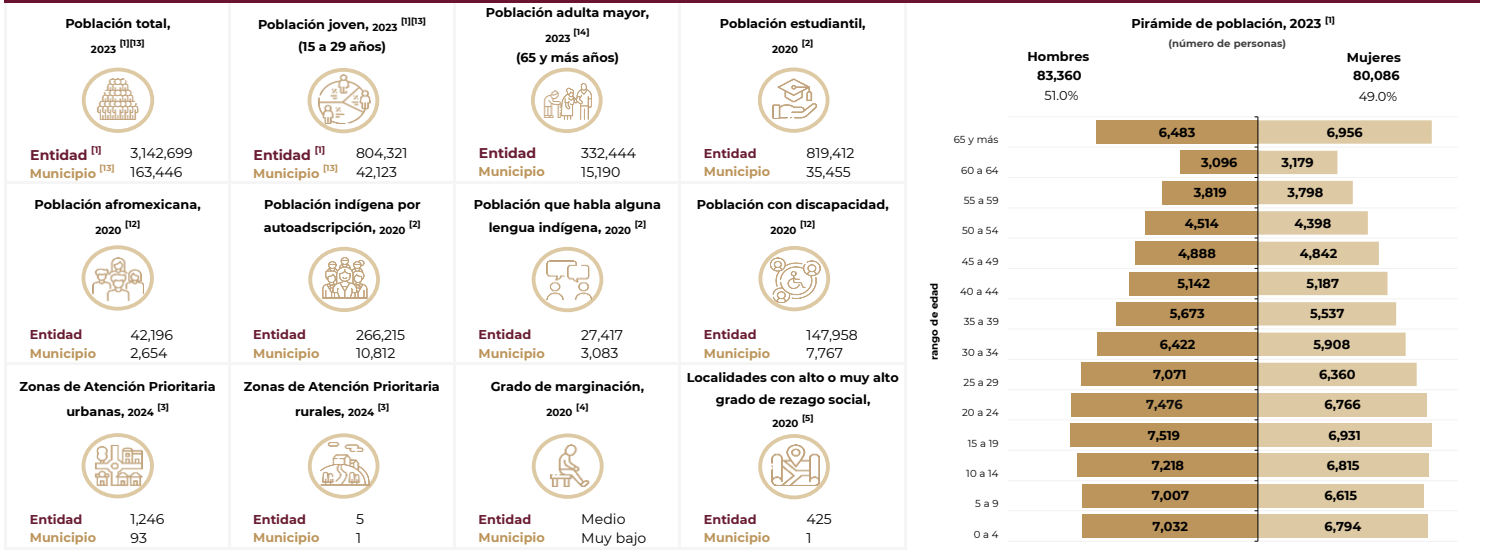 Población total,
2023 [1][13]
Entidad [1] 3,142,699
Municipio [13] 163,446
Población joven, 2023 [1][13]
(15 a 29 años)
Entidad [1] 804,321
Municipio [13] 42,123
Población adulta mayor,
2023 [14]
(65 y más años)
Entidad 332,444
Municipio 15,190
Población estudiantil,
2020 [2]
Entidad 819,412
Municipio 35,455
Población afromexicana,
2020 [12]
Entidad 42,196
Municipio 2,654
Población indígena por
autoadscripción, 2020 [2]
Entidad 266,215
Municipio 10,812
Población que habla alguna
lengua indígena, 2020 [2]
Entidad 27,417
Municipio 3,083
Población con discapacidad,
2020 [12]
Entidad 147,958
Municipio 7,767
Zonas de Atención Prioritaria
urbanas, 2024 [3]
Entidad 1,246
Municipio 93
Zonas de Atención Prioritaria
rurales, 2024 [3]
Entidad 5
Municipio 1
Grado de marginación,
2020 [4]
Entidad Medio
Municipio Muy bajo
Localidades con alto o muy alto
grado de rezago social,
2020 [5]
Entidad 425
Municipio 1
Pirámide de población, 2023 [1]
(número de personas)
Hombres Mujeres
83,360 80,086
51.0% 49.0%
rango de edad
65 y más 6,483 6,956
60 a 64 3,096 3,179
55 a 59 3,819 3,798
50 a 54 4,514 4,398
45 a 49 4,888 4,842
40 a 44 5,142 5,187
35 a 39 5,673 5,537
30 a 34 6,422 5,908
25 a 29 7,071 6,360
20 a 24 7,476 6,766
15 a 19 7,519 6,931
10 a 14 7,218 6,815
5 a 9 7,007 6,615
0 a 4 7,032 6,794